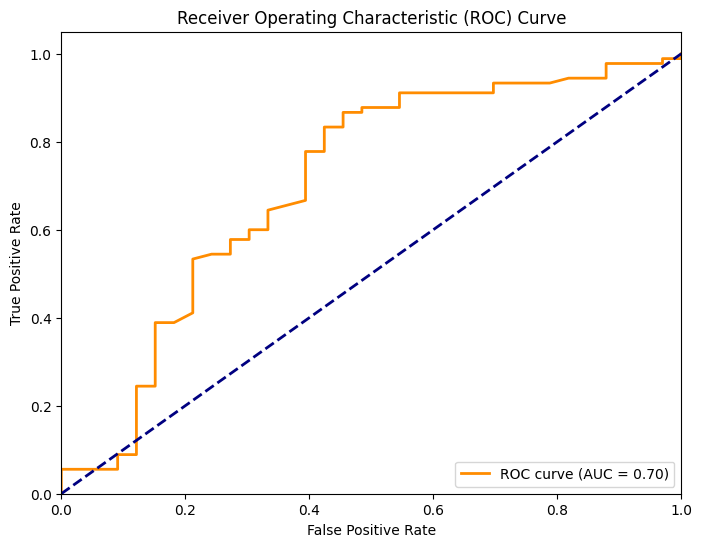 Receiver Operating Characteristic (ROC) Curve
True Positive Rate
1.0
0.8
0.6
0.4
0.2
0.0
0.0 0.2 0.4 0.6 0.8 1.0
False Positive Rate
ROC curve (AUC = 0.70)